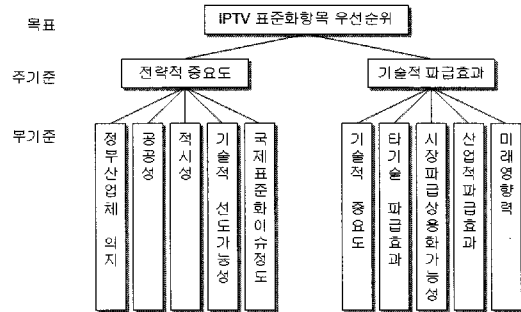 목표
IPTV 표준화항목 우선순위
주기준
전략적 중요도
기술적 파급효과
부기준
정부산업체 의지
공공성
적시성
기술적 선도가능성
국제표준화이슈정도
기술적 중요도
타기술 파급효과
시장파급상용화가능성
산업적파급효과
미래영향력